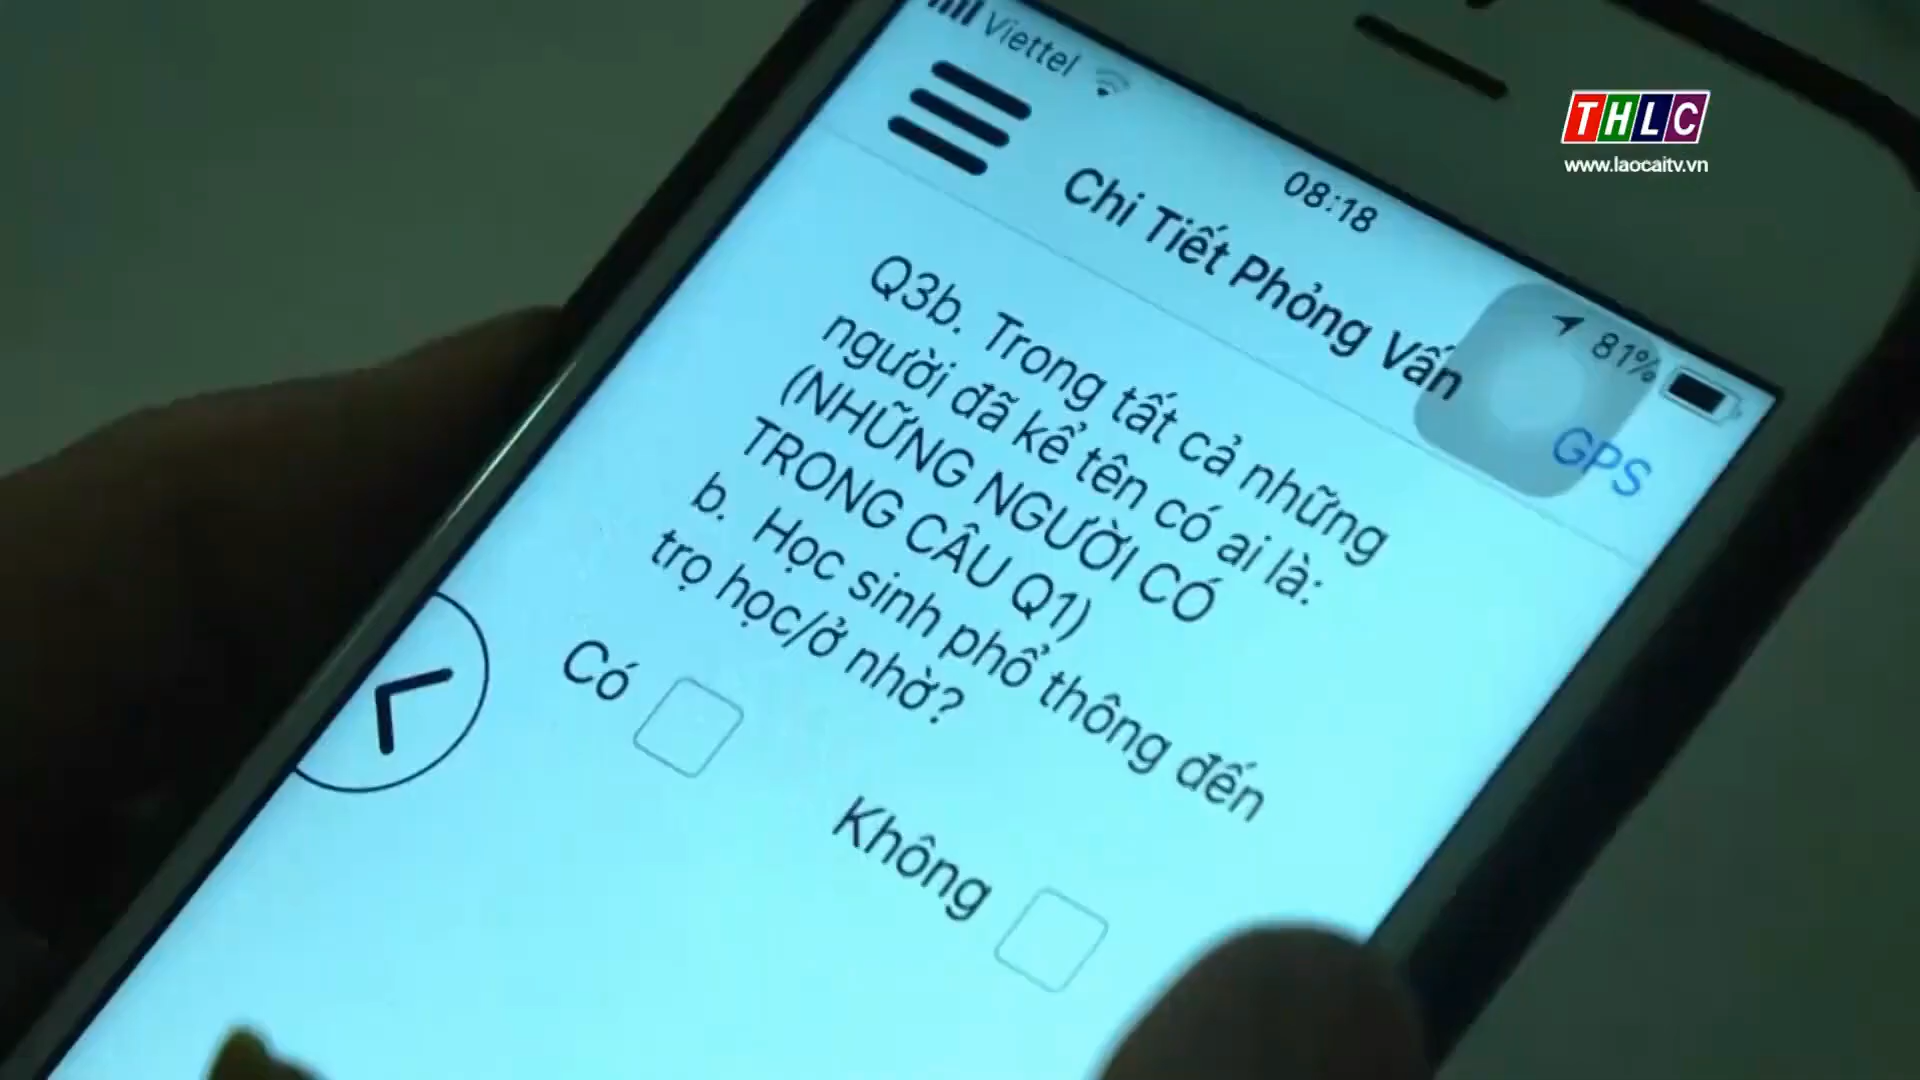 Viettel
08:18
81%
Chi Tiết Phỏng Vấn
GPS
Q3b. Trong tất cả những
người đã kể tên có ai là:
(NHỮNG NGƯỜI CÓ
TRONG CÂU Q1)
b. Học sinh phổ thông đến
trọ học/ở nhờ?
Có
Không
THLC
www.laocaitv.vn